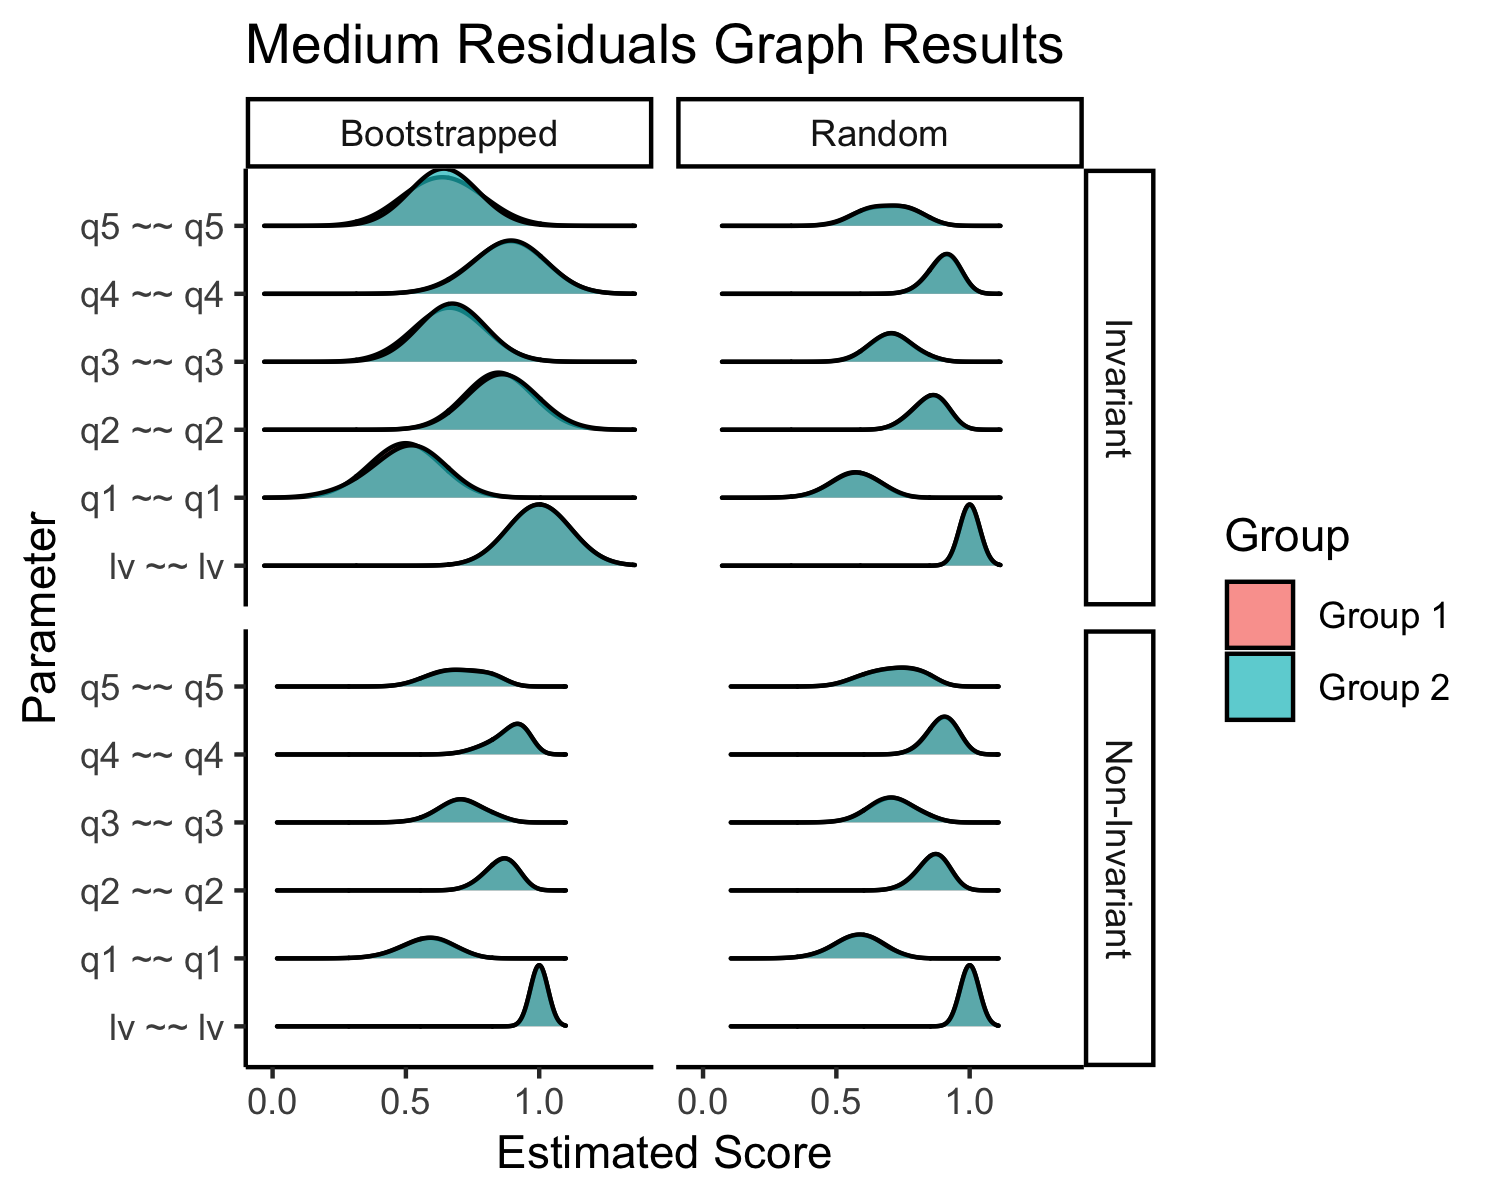 Medium Residuals Graph Results
Bootstrapped
Random
q5 ~~ q5
q4 ~~ q4
q3 ~~ q3
q2 ~~ q2
q1 ~~ q1
lv ~~ lv
Invariant
q5 ~~ q5
q4 ~~ q4
q3 ~~ q3
q2 ~~ q2
q1 ~~ q1
lv ~~ lv
Non-Invariant
Parameter
0.0 0.5 1.0
0.0 0.5 1.0
Estimated Score
Group
Group 1
Group 2